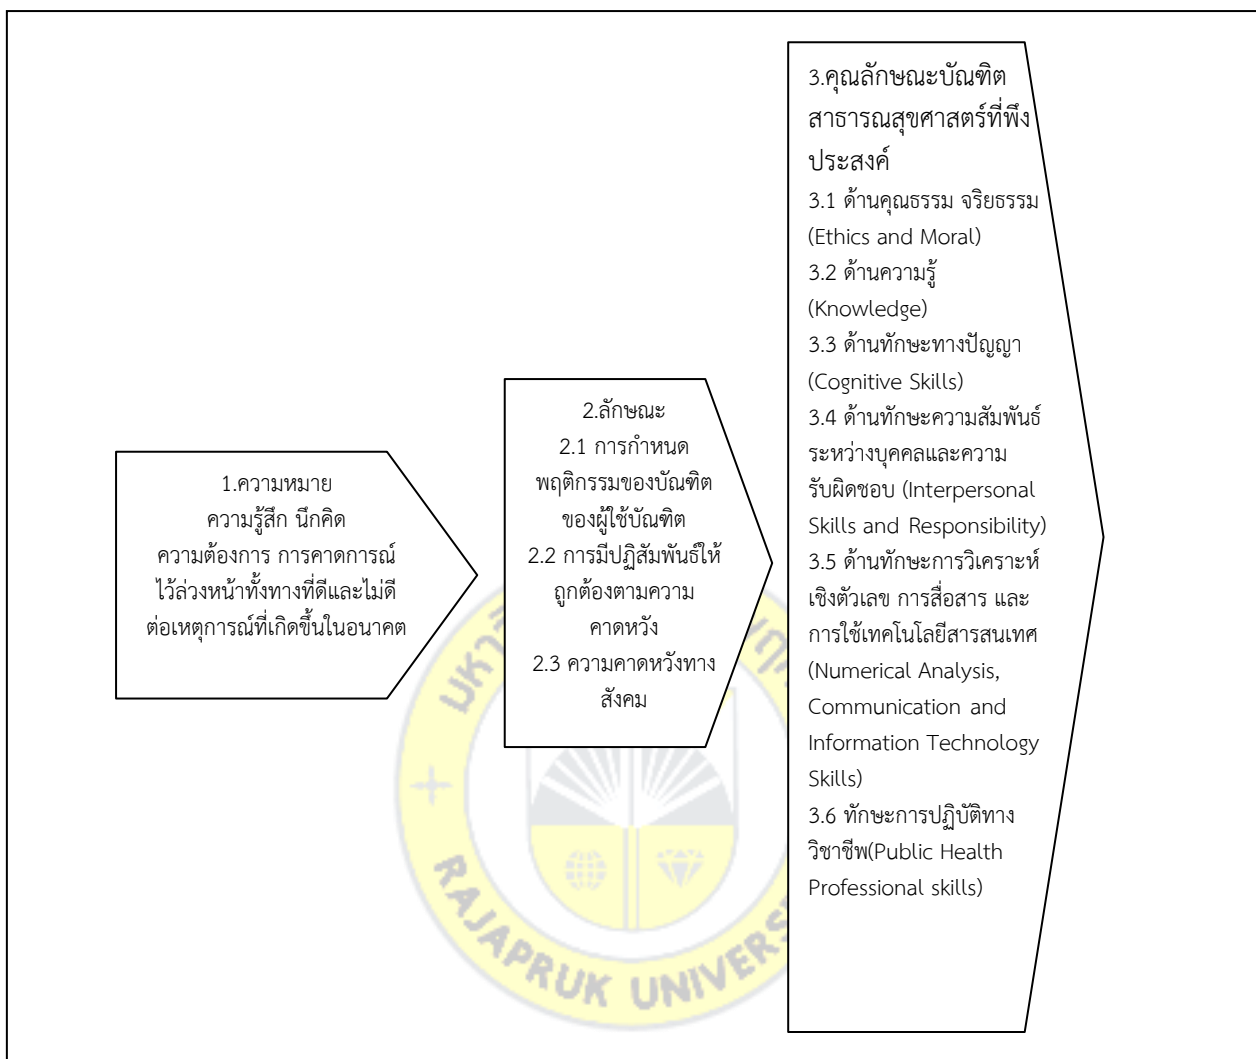 1.ความหมาย
ความรู้สึก นึกคิด
ความต้องการ การคาดการณ์
ไว้ล่วงหน้าทั้งทางที่ดีและไม่ดี
ต่อเหตุการณ์ที่เกิดขึ้นในอนาคต
2.ลักษณะ
2.1 การกำหนด
พฤติกรรมของบัณฑิต
ของผู้ใช้บัณฑิต
2.2 การมีปฏิสัมพันธ์ให้
ถูกต้องตามความ
คาดหวัง
2.3 ความคาดหวังทาง
สังคม
3.คุณลักษณะบัณฑิต
สาธารณสุขศาสตร์ที่พึง
ประสงค์
3.1 ด้านคุณธรรม จริยธรรม
(Ethics and Moral)
3.2 ด้านความรู้
(Knowledge)
3.3 ด้านทักษะทางปัญญา
(Cognitive Skills)
3.4 ด้านทักษะความสัมพันธ์
ระหว่างบุคคลและความ
รับผิดชอบ (Interpersonal
Skills and Responsibility)
3.5 ด้านทักษะการวิเคราะห์
เชิงตัวเลข การสื่อสาร และ
การใช้เทคโนโลยีสารสนเทศ
(Numerical Analysis,
Communication and
Information Technology
Skills)
3.6 ทักษะการปฏิบัติทาง
วิชาชีพ(Public Health
Professional skills)
RAJAPRUK